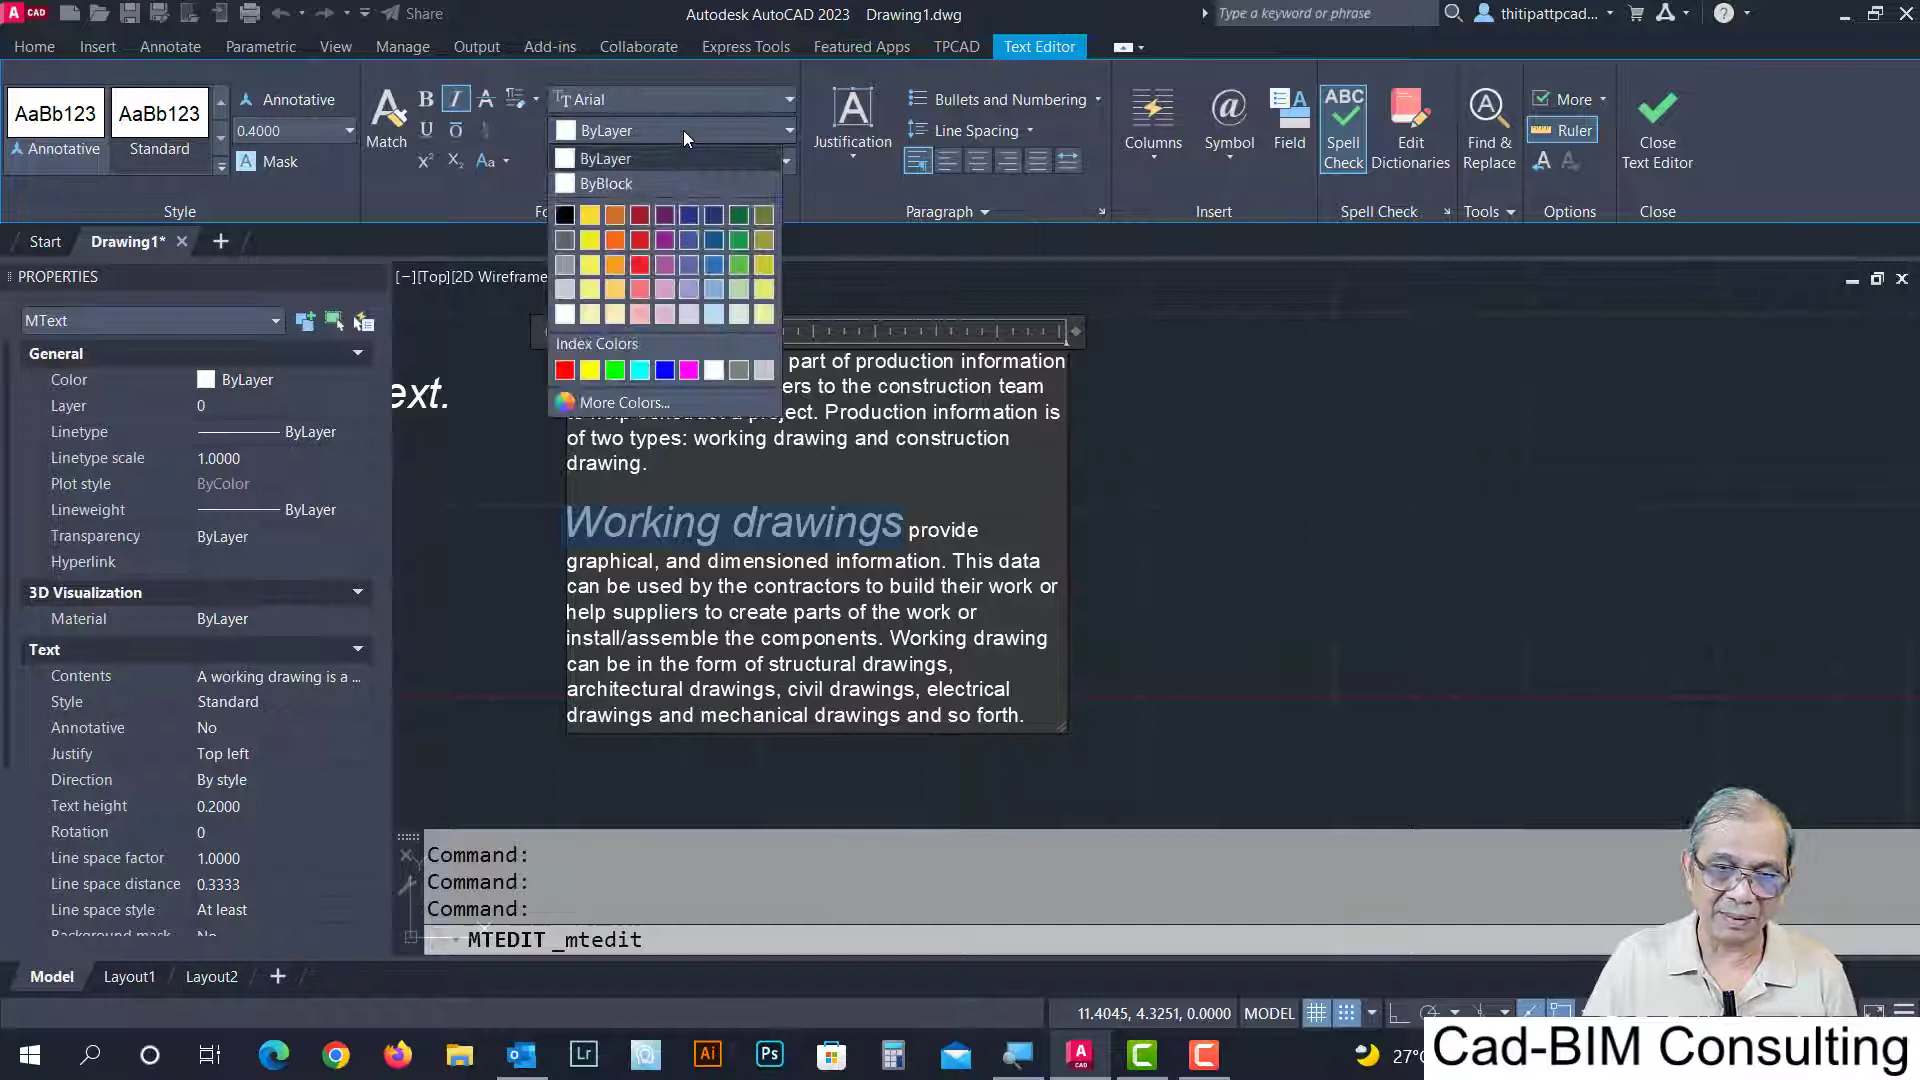 A CAD
Share
Autodesk AutoCAD 2023 Drawing1.dwg
Type a keyword or phrase
thitipattpcad...
Home Insert Annotate Parametric View Manage Output Add-ins Collaborate Express Tools Featured Apps TPCAD Text Editor
AaBb123 AaBb123
Annotative Standard
Annotative
0.4000
Mask
Style
Match
Arial
ByLayer
ByLayer
ByBlock
Index Colors
More Colors...
Justification
Bullets and Numbering
Line Spacing
Paragraph
Columns
Symbol
Field
Insert
ABC
Spell
Check
Edit
Dictionaries
Spell Check
Find &
Replace
Tools
More
Ruler
Options
Close
Text Editor
Close
Start Drawing1*
PROPERTIES
[−][Top][2D Wireframe
MText
General
Color ByLayer
Layer 0
Linetype ByLayer
Linetype scale 1.0000
Plot style ByColor
Lineweight ByLayer
Transparency ByLayer
Hyperlink
3D Visualization
Material ByLayer
Text
Contents A working drawing is a ...
Style Standard
Annotative No
Justify Top left
Direction By style
Text height 0.2000
Rotation 0
Line space factor 1.0000
Line space distance 0.3333
Line space style At least
Background mask No
ext.
part of production information
ers to the construction team
to help construct a project. Production information is
of two types: working drawing and construction
drawing.
Working drawings provide
graphical, and dimensioned information. This data
can be used by the contractors to build their work or
help suppliers to create parts of the work or
install/assemble the components. Working drawing
can be in the form of structural drawings,
architectural drawings, civil drawings, electrical
drawings and mechanical drawings and so forth.
Command:
Command:
Command:
MTEDIT _mtedit
Model Layout1 Layout2
11.4045, 4.3251, 0.0000 MODEL
Lr
Ai
Ps
27°
Cad-BIM Consulting